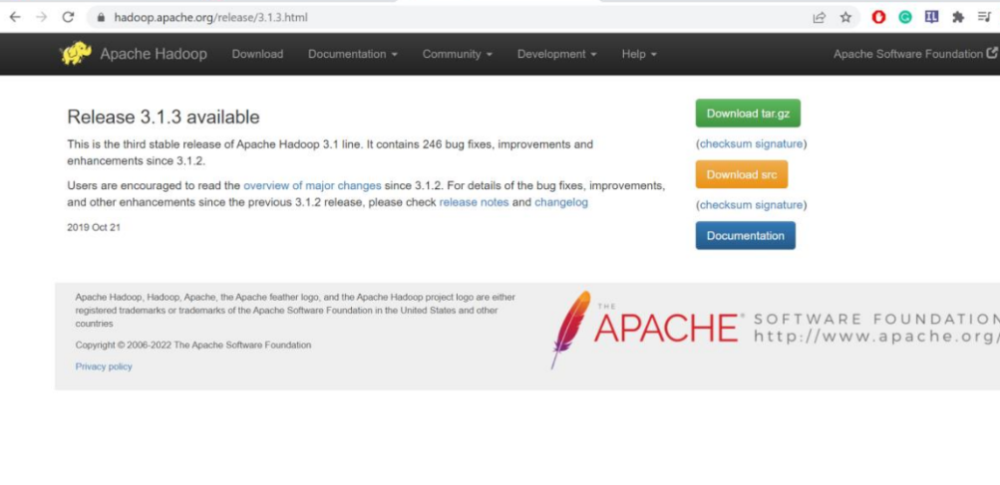 hadoop.apache.org/release/3.1.3.html
Apache Hadoop Download Documentation Community Development Help Apache Software Foundation
Release 3.1.3 available
This is the third stable release of Apache Hadoop 3.1 line. It contains 246 bug fixes, improvements and
enhancements since 3.1.2.
Users are encouraged to read the overview of major changes since 3.1.2. For details of the bug fixes, improvements,
and other enhancements since the previous 3.1.2 release, please check release notes and changelog
2019 Oct 21
Download tar.gz
(checksum signature)
Download src
(checksum signature)
Documentation
Apache Hadoop, Hadoop, Apache, the Apache feather logo, and the Apache Hadoop project logo are either
registered trademarks or trademarks of the Apache Software Foundation in the United States and other
countries
Copyright © 2006-2022 The Apache Software Foundation
Privacy policy
THE
APACHE® SOFTWARE FOUNDATION
http://www.apache.org/